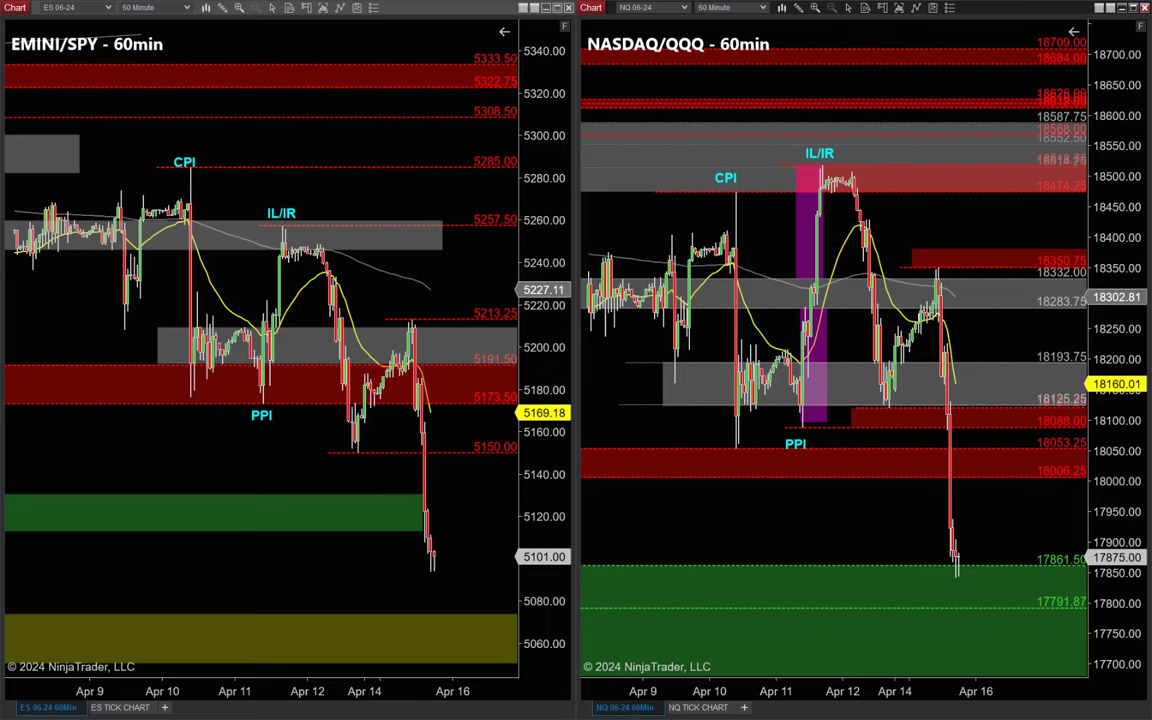 Chart
ES 06-24
60 Minute
EMINI/SPY - 60min
F
5340.00
5333.50
5322.75
5320.00
5308.50
5300.00
CPI
5285.00
5280.00
IL/IR
5257.50
5260.00
5240.00
5227.11
5220.00
5213.25
5200.00
5191.50
5180.00
5173.50
PPI
5169.18
5160.00
5150.00
5140.00
5120.00
5101.00
5080.00
5060.00
© 2024 NinjaTrader, LLC
Apr 9
Apr 10
Apr 11
Apr 12
Apr 14
Apr 16
ES 06-24 60Min
ES TICK CHART
+
Chart
NQ 06-24
60 Minute
NASDAQ/QQQ - 60min
F
18709.00
18700.00
18684.00
18650.00
18600.00
18587.75
18568.00
18552.50
18550.00
IL/IR
18514.75
18500.00
CPI
18474.25
18450.00
18400.00
18350.75
18350.00
18332.00
18302.81
18283.75
18250.00
18200.00
18193.75
18160.01
18125.25
18100.00
18088.00
PPI
18053.25
18050.00
18006.25
18000.00
17950.00
17900.00
17861.50
17875.00
17850.00
17791.87
17800.00
17750.00
17700.00
© 2024 NinjaTrader, LLC
Apr 9
Apr 10
Apr 11
Apr 12
Apr 14
Apr 16
NQ 06-24 60Min
NQ TICK CHART
+